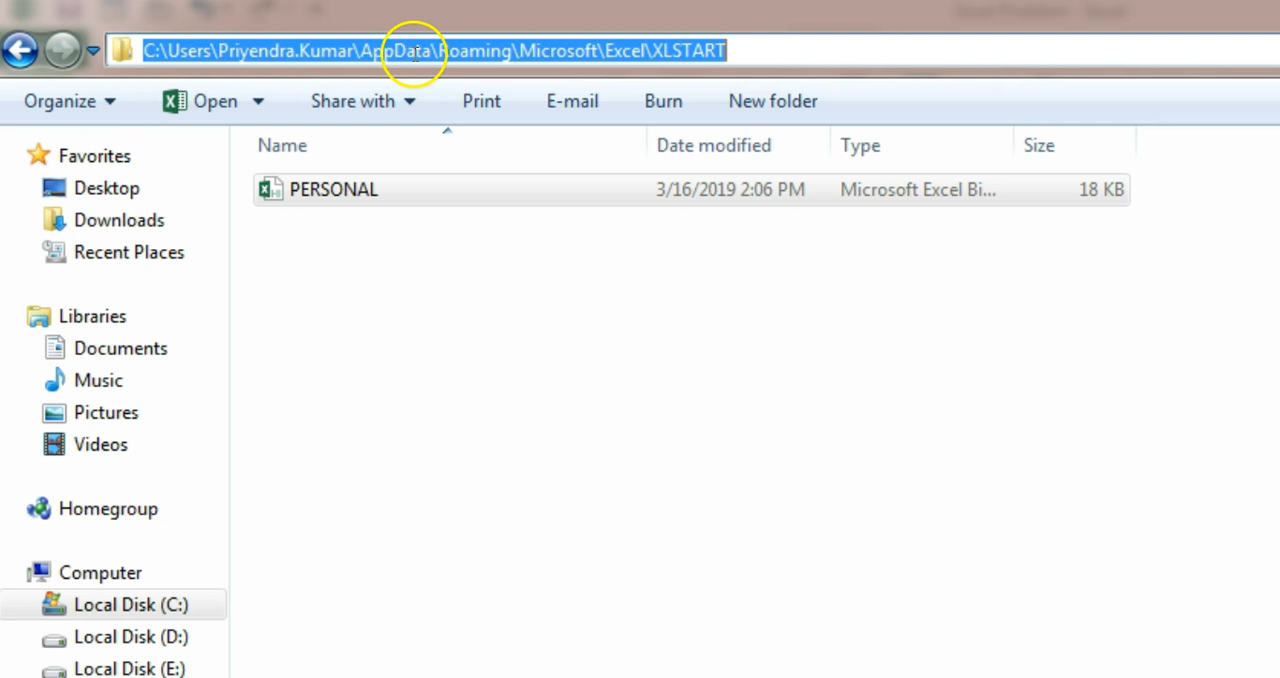 C:\Users\Priyendra.Kumar\AppData\Roaming\Microsoft\Excel\XLSTART
Organize Open Share with Print E-mail Burn New folder
Name Date modified Type Size
Favorites
PERSONAL 3/16/2019 2:06 PM Microsoft Excel Bi... 18 KB
Desktop
Downloads
Recent Places
Libraries
Documents
Music
Pictures
Videos
Homegroup
Computer
Local Disk (C:)
Local Disk (D:)
Local Disk (E:)